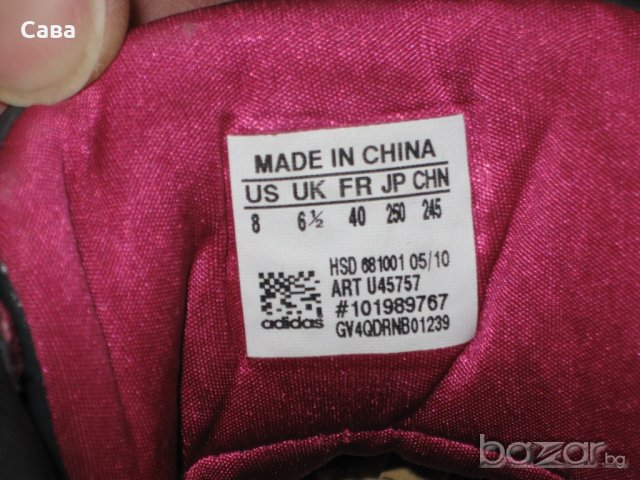 Сава
MADE IN CHINA
US UK FR JP CHN
8 6½ 40 250 245
HSD 681001 05/10
ART U45757
#101989767
adidas GV4QDRNB01239
bazar.bg